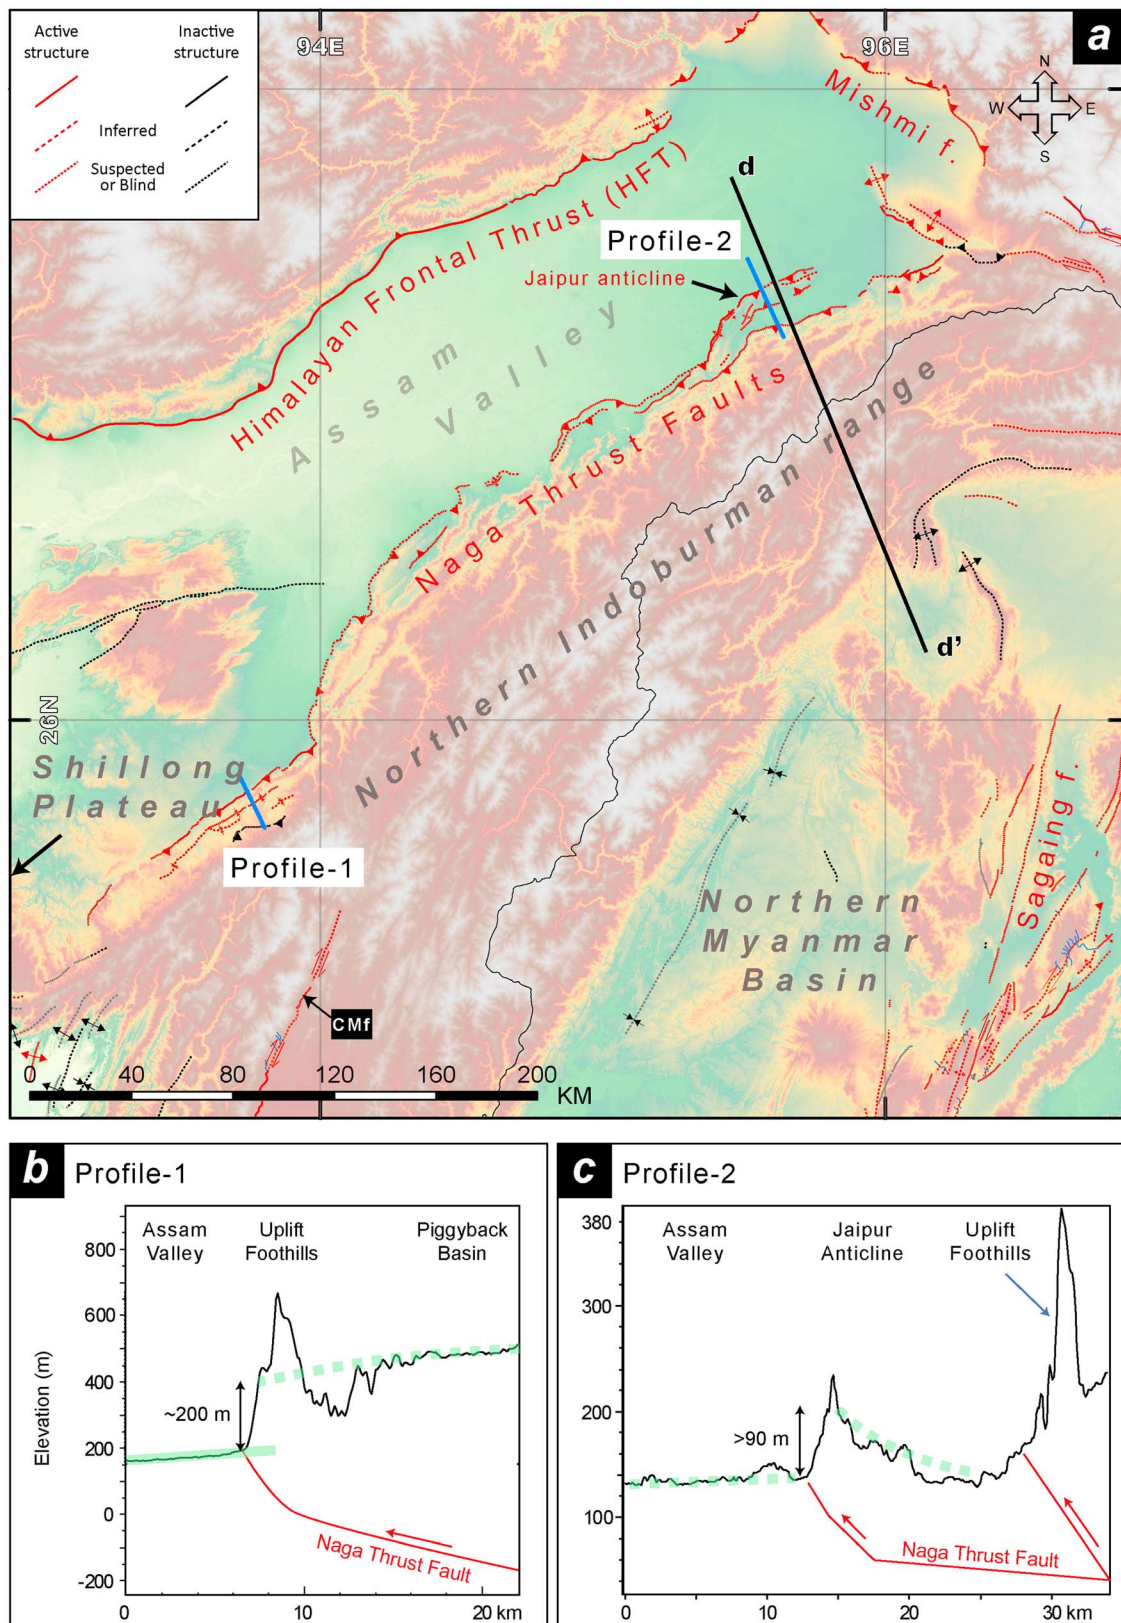 Active
structure
Inactive
structure
Inferred
Suspected
or Blind
94E
96E
a
N
W
E
S
Mishmi f.
d
Himalayan Frontal Thrust (HFT)
Profile-2
Jaipur anticline
Assam
Valley
Naga Thrust Faults
Northern Indoburman range
d’
26N
Shillong
Plateau
Profile-1
Sagaing f.
Northern
Myanmar
Basin
CMf
0 40 80 120 160 200
KM
b Profile-1
Assam
Valley
Uplift
Foothills
Piggyback
Basin
800
600
400
200
0
-200
Elevation (m)
~200 m
Naga Thrust Fault
0 10 20 km
c Profile-2
Assam
Valley
Jaipur
Anticline
Uplift
Foothills
380
300
200
100
>90 m
Naga Thrust Fault
0 10 20 30 km